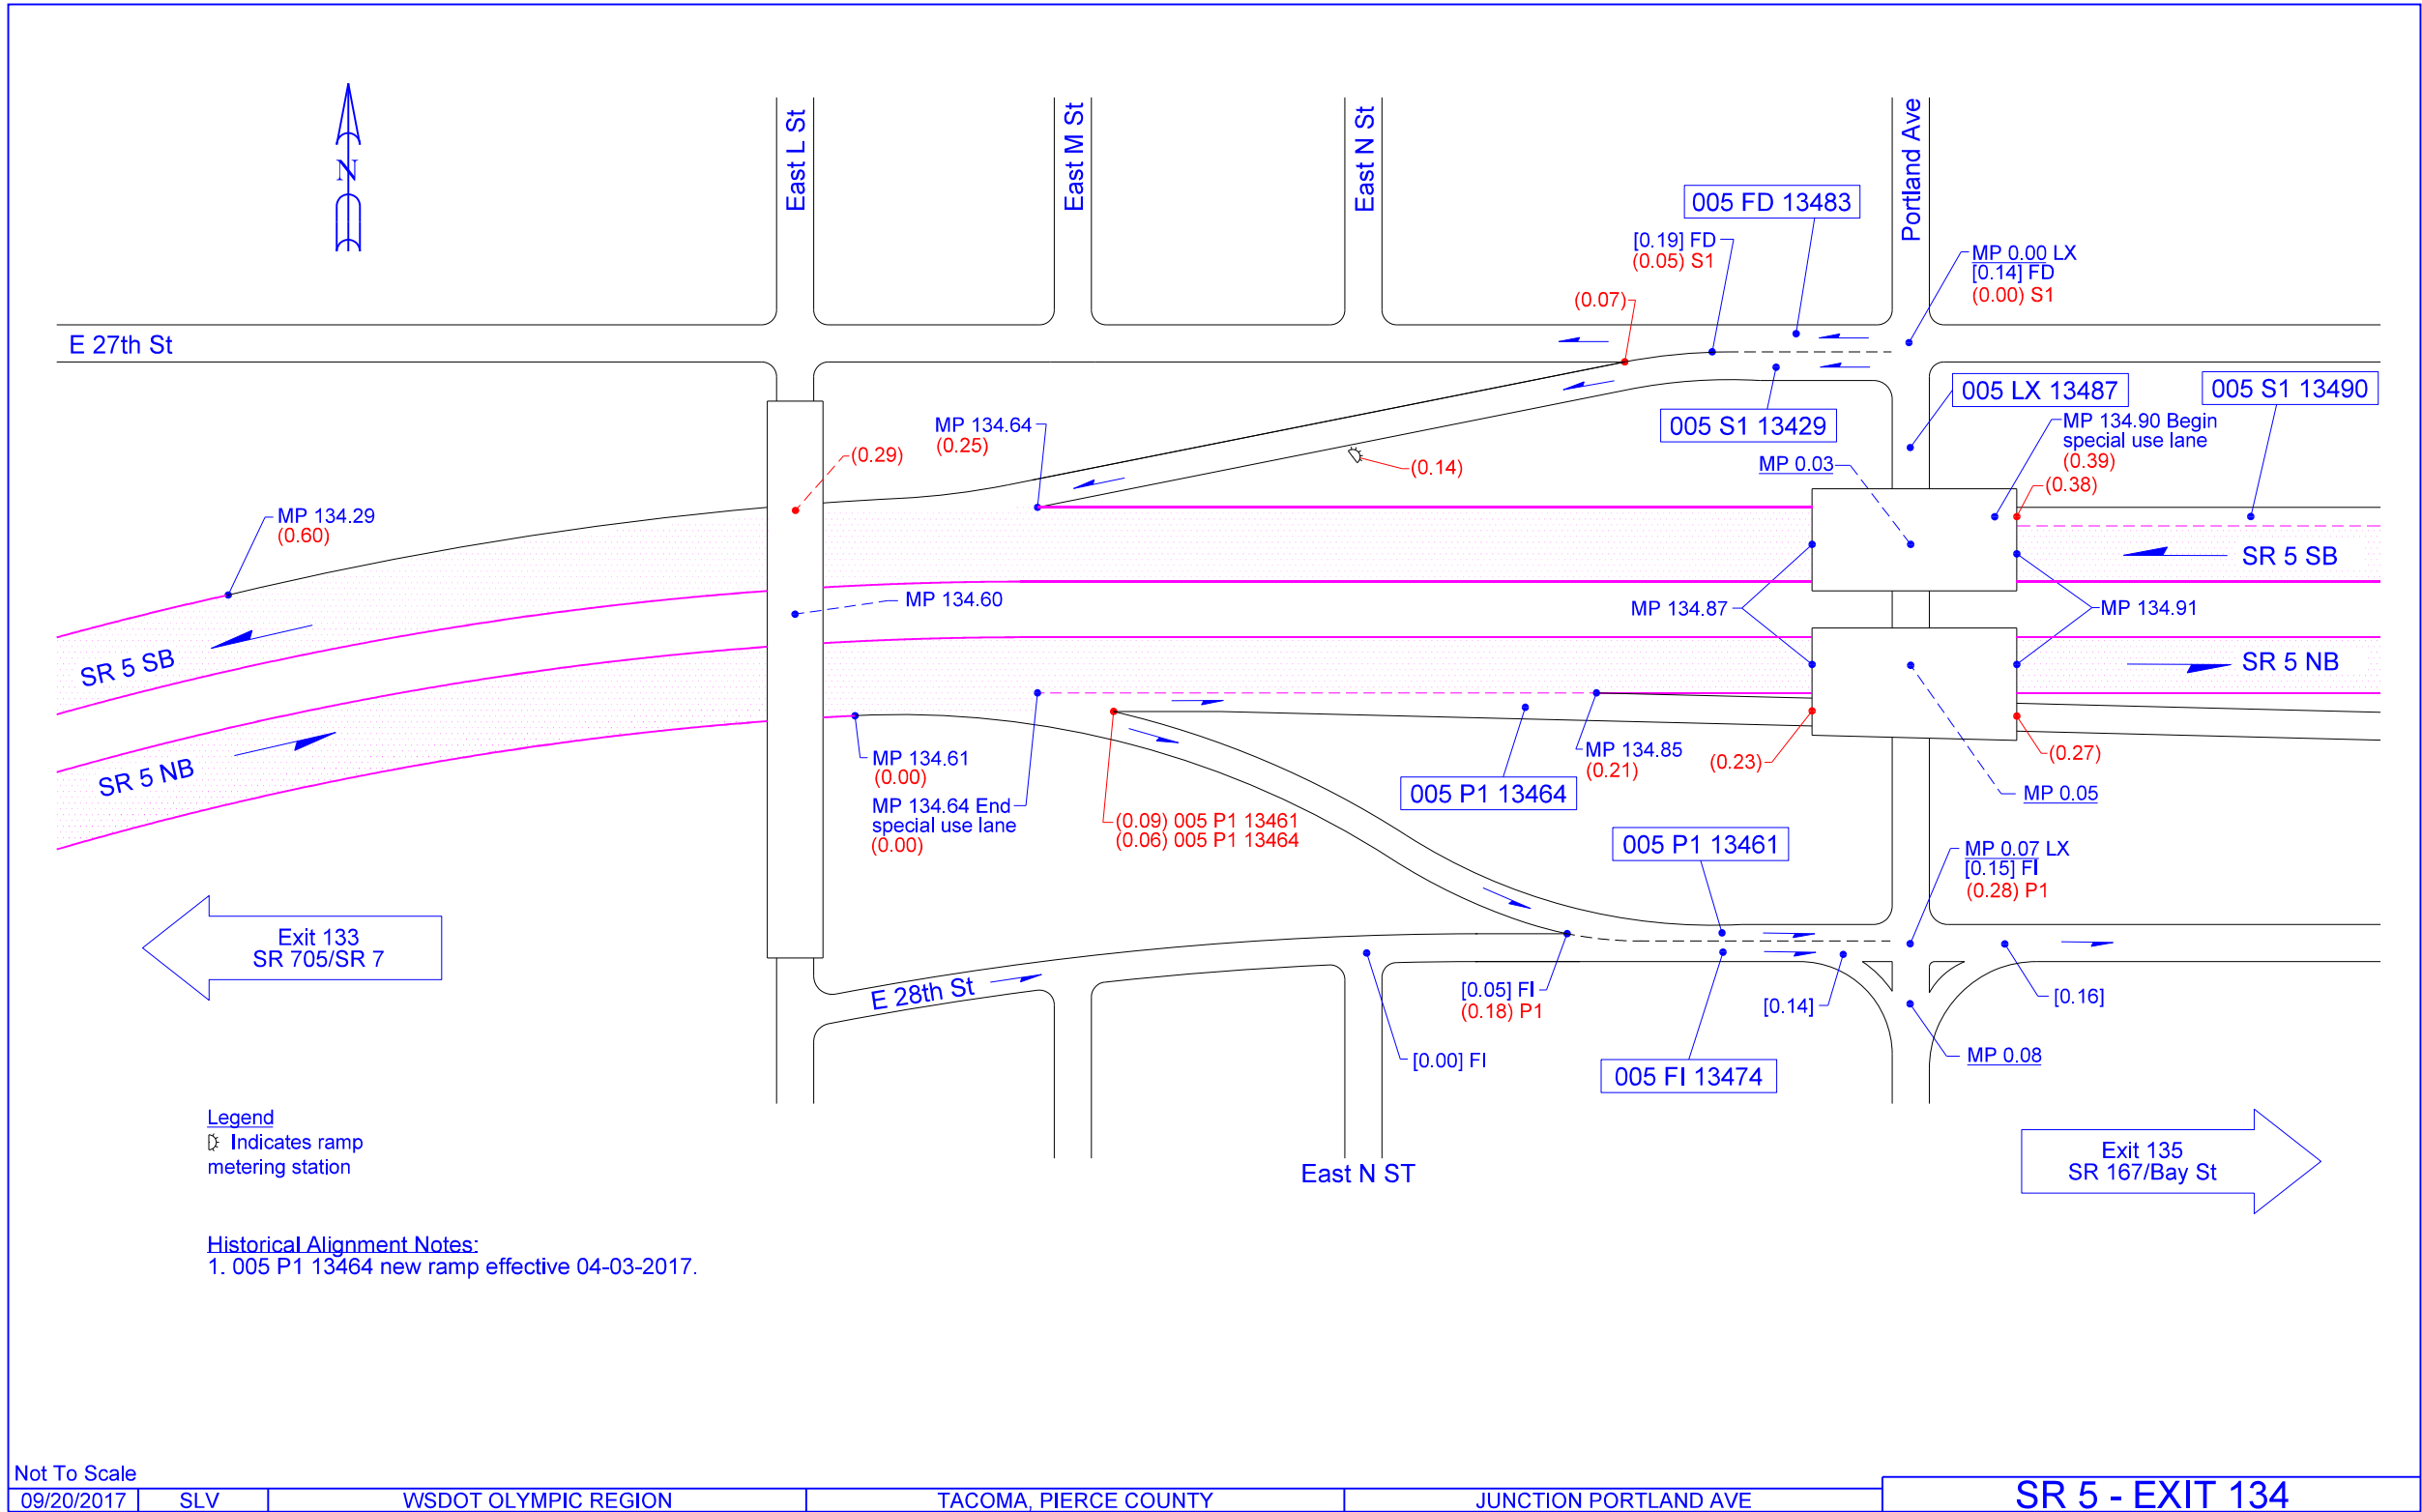 N
East L St
East M St
East N St
Portland Ave
005 FD 13483
[0.19] FD
(0.05) S1
MP 0.00 LX
[0.14] FD
(0.00) S1
(0.07)
E 27th St
005 LX 13487
005 S1 13490
005 S1 13429
MP 134.90 Begin
special use lane
(0.39)
(0.38)
MP 134.64
(0.25)
(0.29)
(0.14)
MP 0.03
MP 134.29
(0.60)
SR 5 SB
MP 134.60
MP 134.87
MP 134.91
SR 5 SB
SR 5 NB
SR 5 NB
MP 134.61
(0.00)
MP 134.64 End
special use lane
(0.00)
(0.09) 005 P1 13461
(0.06) 005 P1 13464
005 P1 13464
MP 134.85
(0.21)
(0.23)
(0.27)
MP 0.05
005 P1 13461
MP 0.07 LX
[0.15] FI
(0.28) P1
Exit 133
SR 705/SR 7
E 28th St
[0.05] FI
(0.18) P1
[0.14]
[0.16]
[0.00] FI
MP 0.08
005 FI 13474
Legend
Indicates ramp
metering station
East N ST
Exit 135
SR 167/Bay St
Historical Alignment Notes:
1. 005 P1 13464 new ramp effective 04-03-2017.
Not To Scale
09/20/2017 SLV WSDOT OLYMPIC REGION TACOMA, PIERCE COUNTY JUNCTION PORTLAND AVE SR 5 - EXIT 134